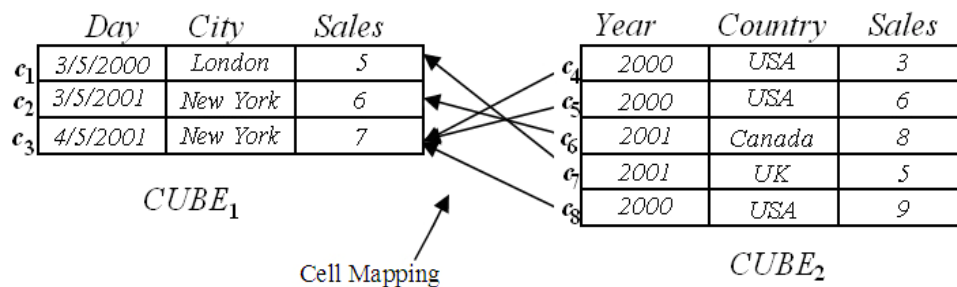 Day City Sales
c1 3/5/2000 London 5
c2 3/5/2001 New York 6
c3 4/5/2001 New York 7
CUBE1
Cell Mapping
Year Country Sales
c4 2000 USA 3
c5 2000 USA 6
c6 2001 Canada 8
c7 2001 UK 5
c8 2000 USA 9
CUBE2